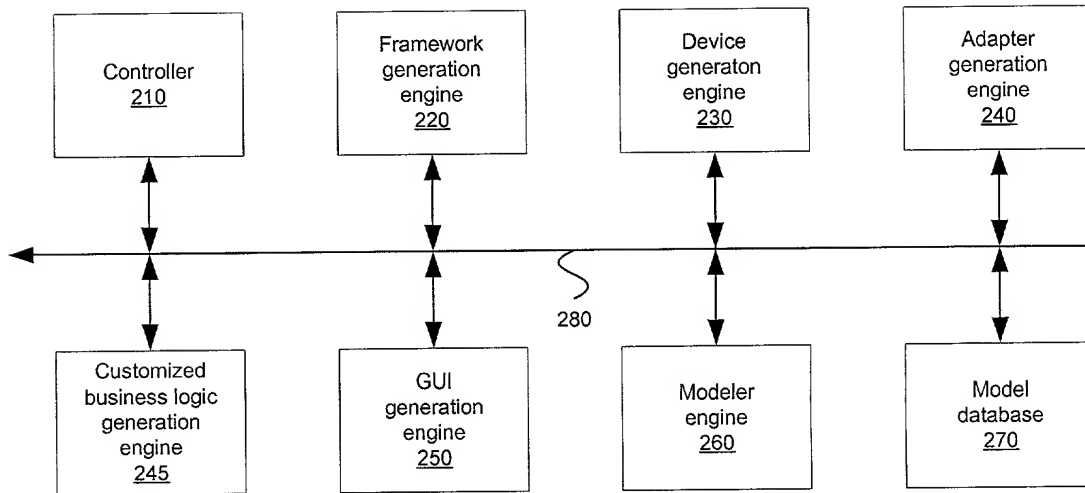 Controller
210
Framework
generation
engine
220
Device
generaton
engine
230
Adapter
generation
engine
240
280
Customized
business logic
generation
engine
245
GUI
generation
engine
250
Modeler
engine
260
Model
database
270